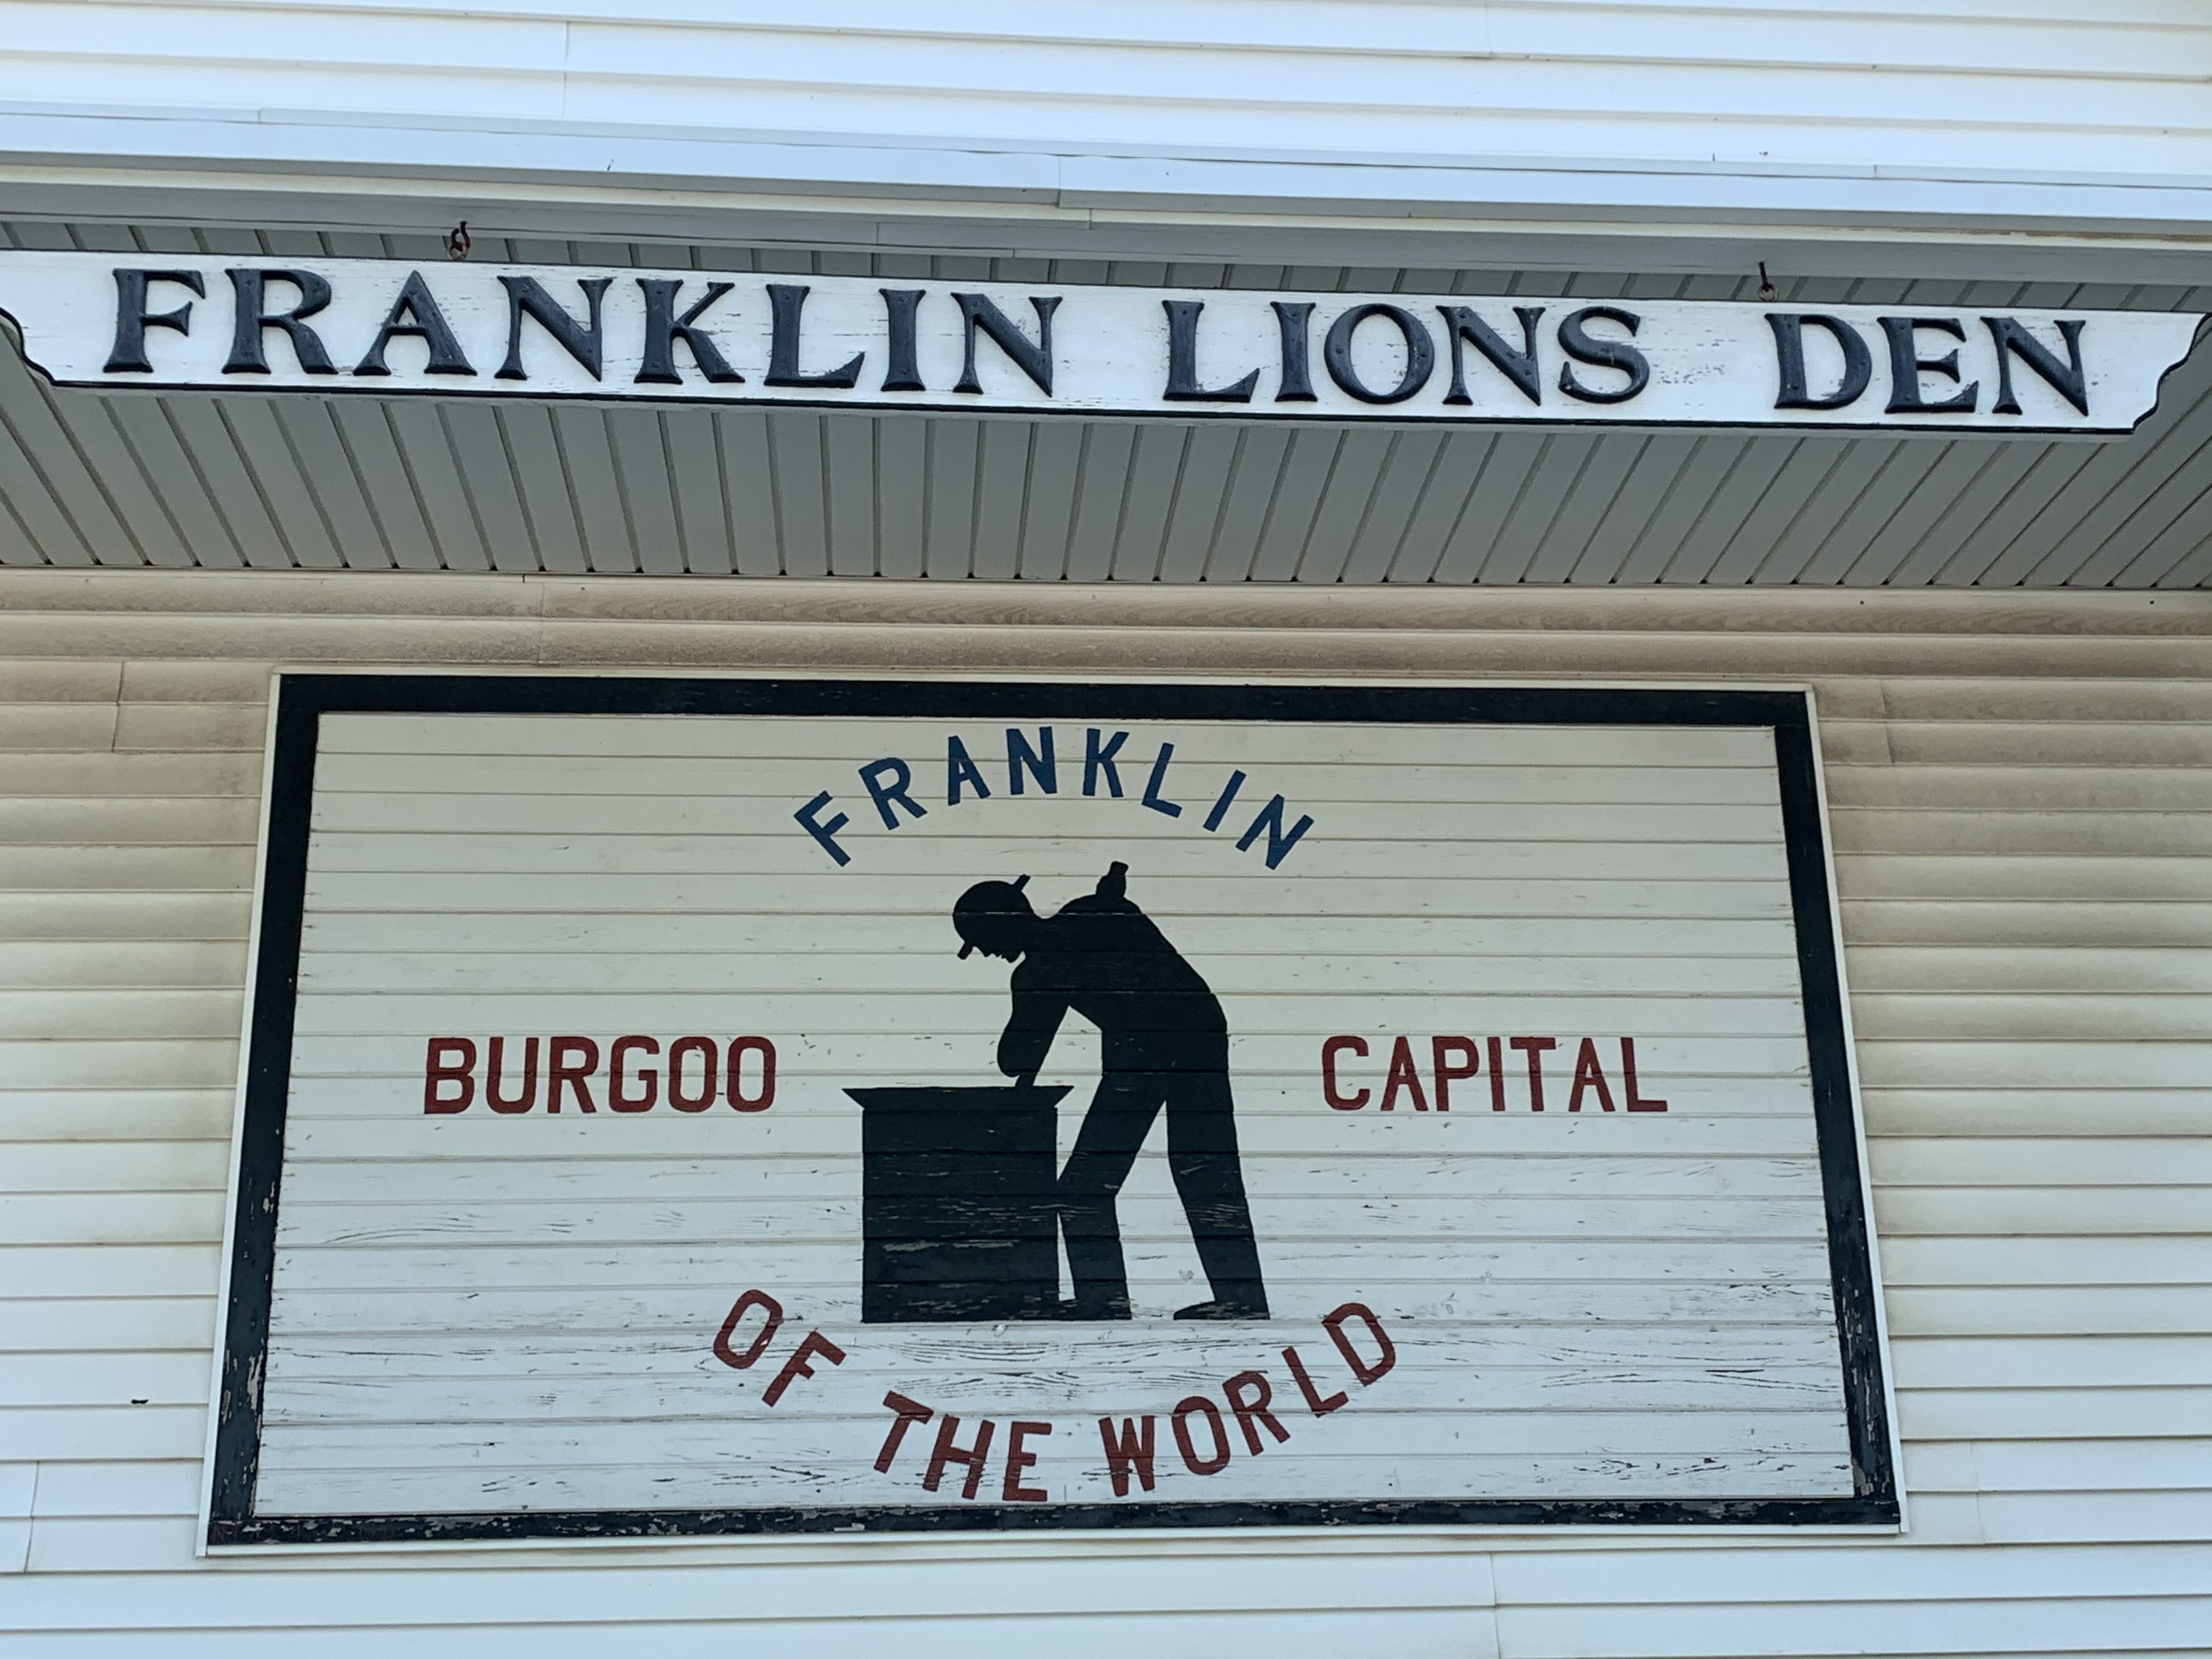 FRANKLIN LIONS DEN
FRANKLIN
BURGOO CAPITAL
OF THE WORLD